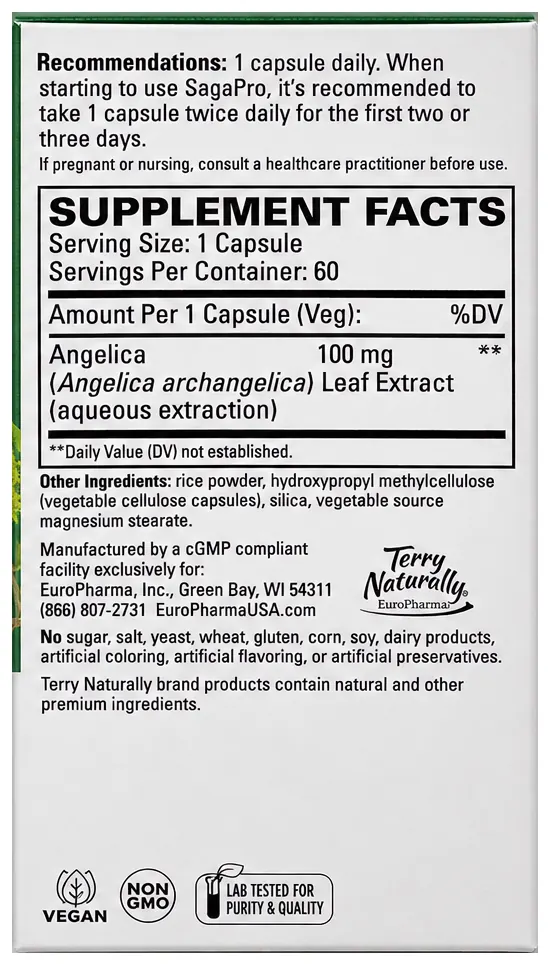 Recommendations: 1 capsule daily. When
starting to use SagaPro, it's recommended to
take 1 capsule twice daily for the first two or
three days.
If pregnant or nursing, consult a healthcare practitioner before use.
SUPPLEMENT FACTS
Serving Size: 1 Capsule
Servings Per Container: 60
Amount Per 1 Capsule (Veg): %DV
Angelica 100 mg **
(Angelica archangelica) Leaf Extract
(aqueous extraction)
**Daily Value (DV) not established.
Other Ingredients: rice powder, hydroxypropyl methylcellulose
(vegetable cellulose capsules), silica, vegetable source
magnesium stearate.
Manufactured by a cGMP compliant
facility exclusively for:
EuroPharma, Inc., Green Bay, WI 54311
(866) 807-2731 EuroPharmaUSA.com
Terry
Naturally®
EuroPharma
No sugar, salt, yeast, wheat, gluten, corn, soy, dairy products,
artificial coloring, artificial flavoring, or artificial preservatives.
Terry Naturally brand products contain natural and other
premium ingredients.
VEGAN
NON
GMO
LAB TESTED FOR
PURITY & QUALITY